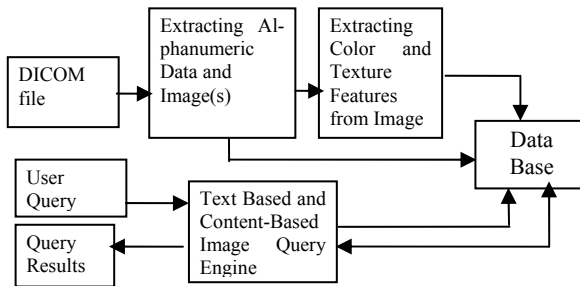 DICOM
file
Extracting Al-
phanumeric
Data and
Image(s)
Extracting
Color and
Texture
Features
from Image
Data
Base
User
Query
Text Based and
Content-Based
Image Query
Engine
Query
Results